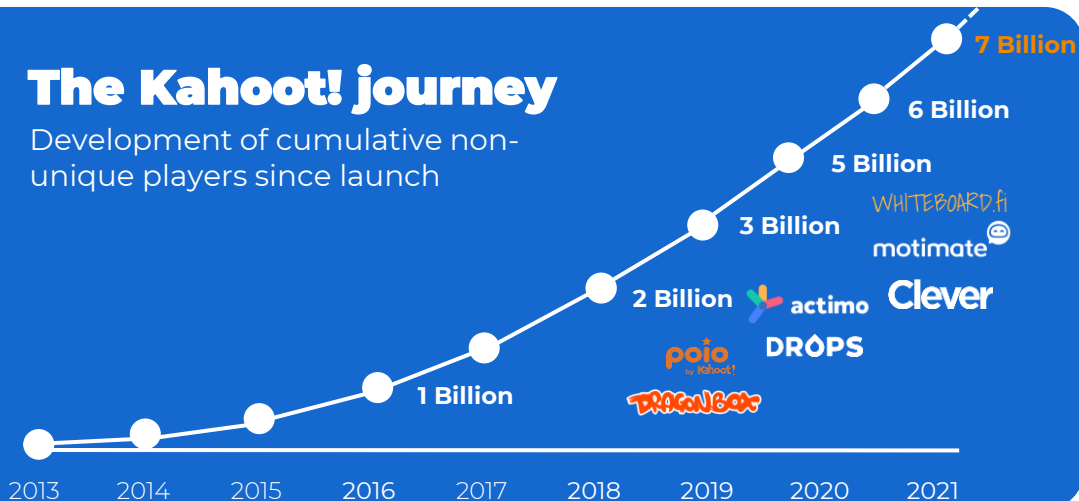 The Kahoot! journey
Development of cumulative non-
unique players since launch
7 Billion
6 Billion
5 Billion
WHITEBOARD.fi
3 Billion
motimate
2 Billion
actimo
Clever
poio
by Kahoot!
DROPS
1 Billion
DRAGONBOX
2013 2014 2015 2016 2017 2018 2019 2020 2021